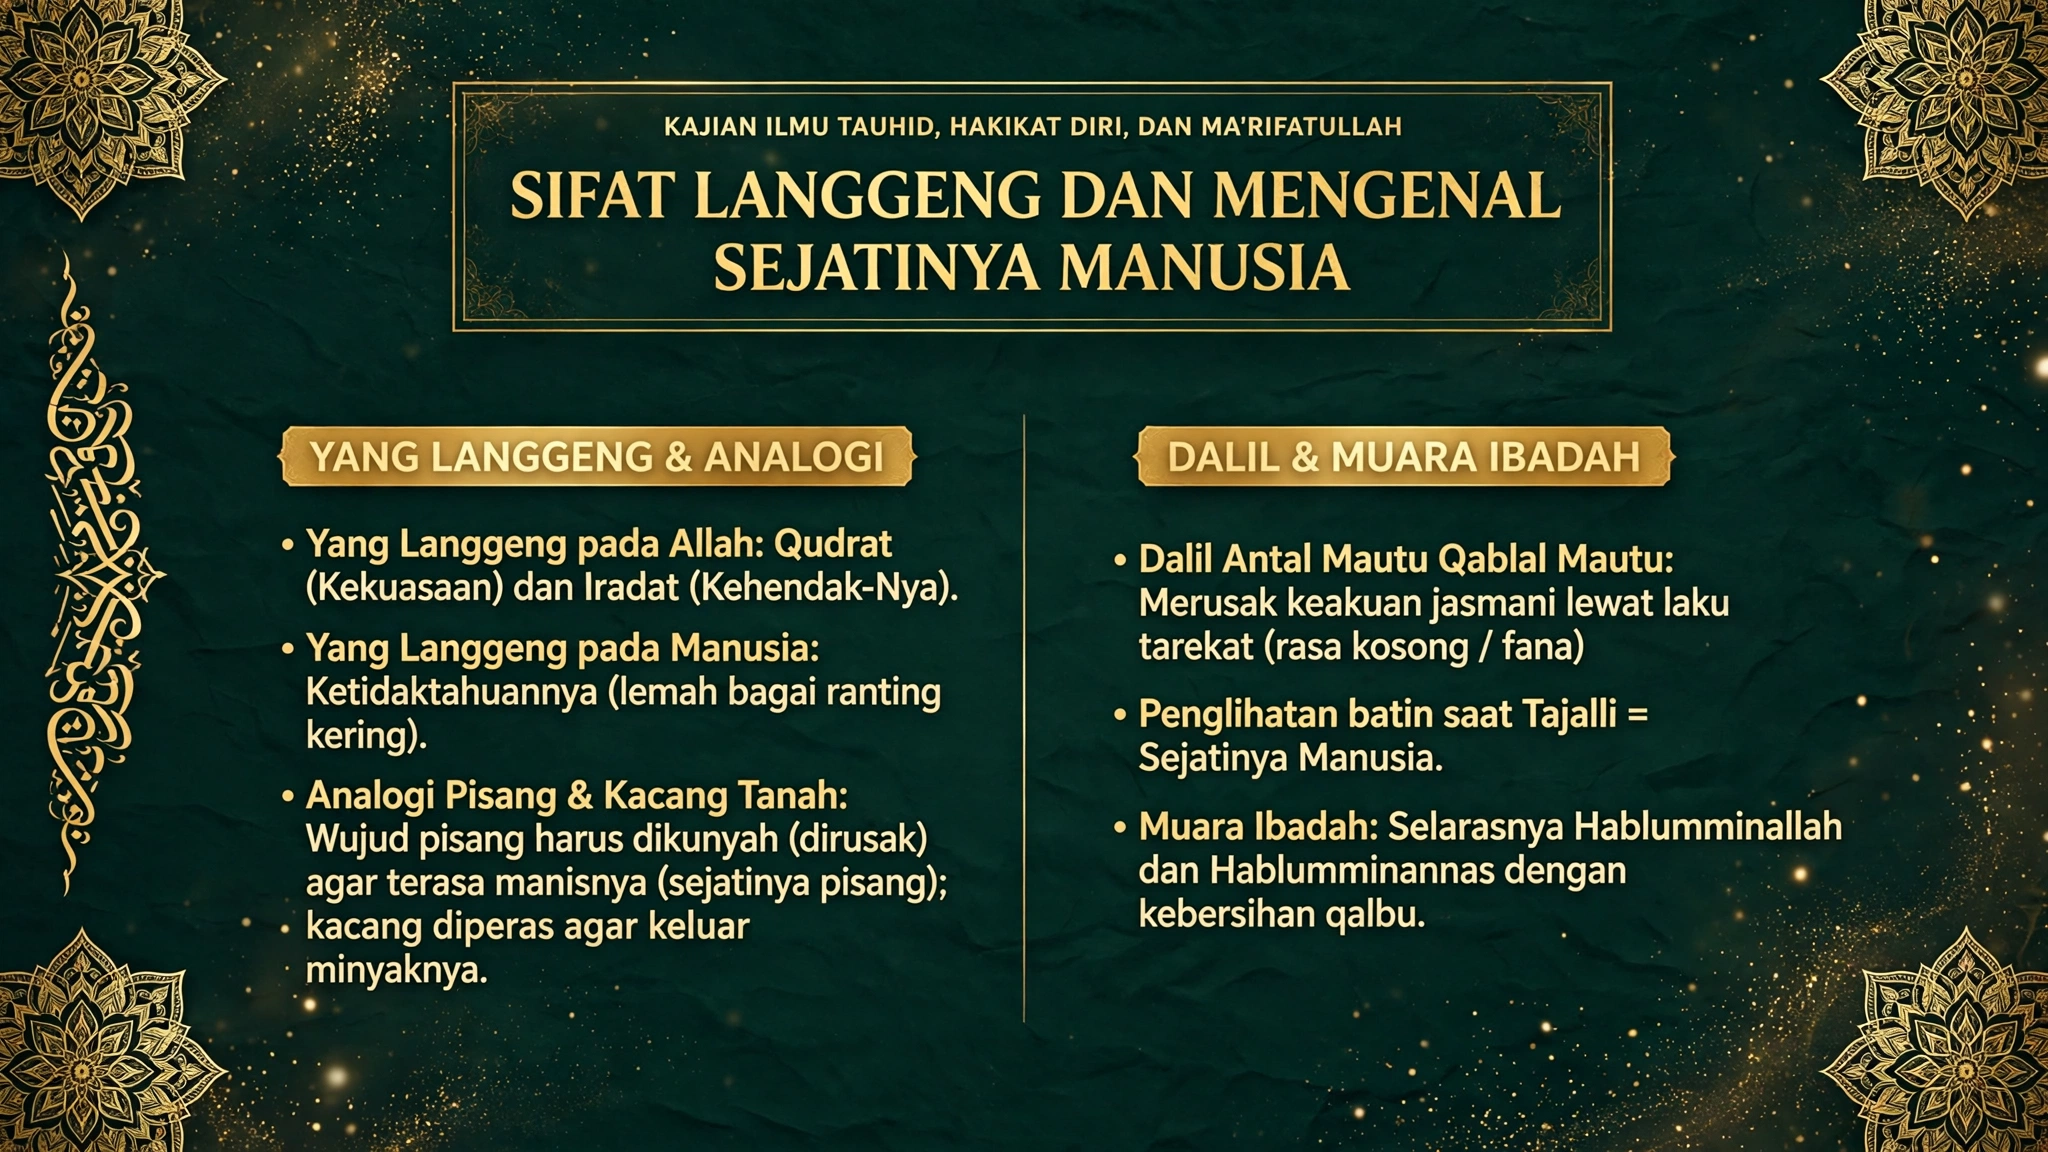 KAJIAN ILMU TAUHID, HAKIKAT DIRI, DAN MA'RIFATULLAH
SIFAT LANGGENG DAN MENGENAL
SEJATINYA MANUSIA
YANG LANGGENG & ANALOGI
• Yang Langgeng pada Allah: Qudrat
(Kekuasaan) dan Iradat (Kehendak-Nya).
• Yang Langgeng pada Manusia:
Ketidaktahuannya (lemah bagai ranting
kering).
• Analogi Pisang & Kacang Tanah:
Wujud pisang harus dikunyah (dirusak)
agar terasa manisnya (sejatinya pisang);
kacang diperas agar keluar
minyaknya.
DALIL & MUARA IBADAH
• Dalil Antal Mautu Qablal Mautu:
Merusak keakuan jasmani lewat laku
tarekat (rasa kosong / fana)
• Penglihatan batin saat Tajalli =
Sejatinya Manusia.
• Muara Ibadah: Selarasnya Hablumminallah
dan Hablumminannas dengan
kebersihan qalbu.